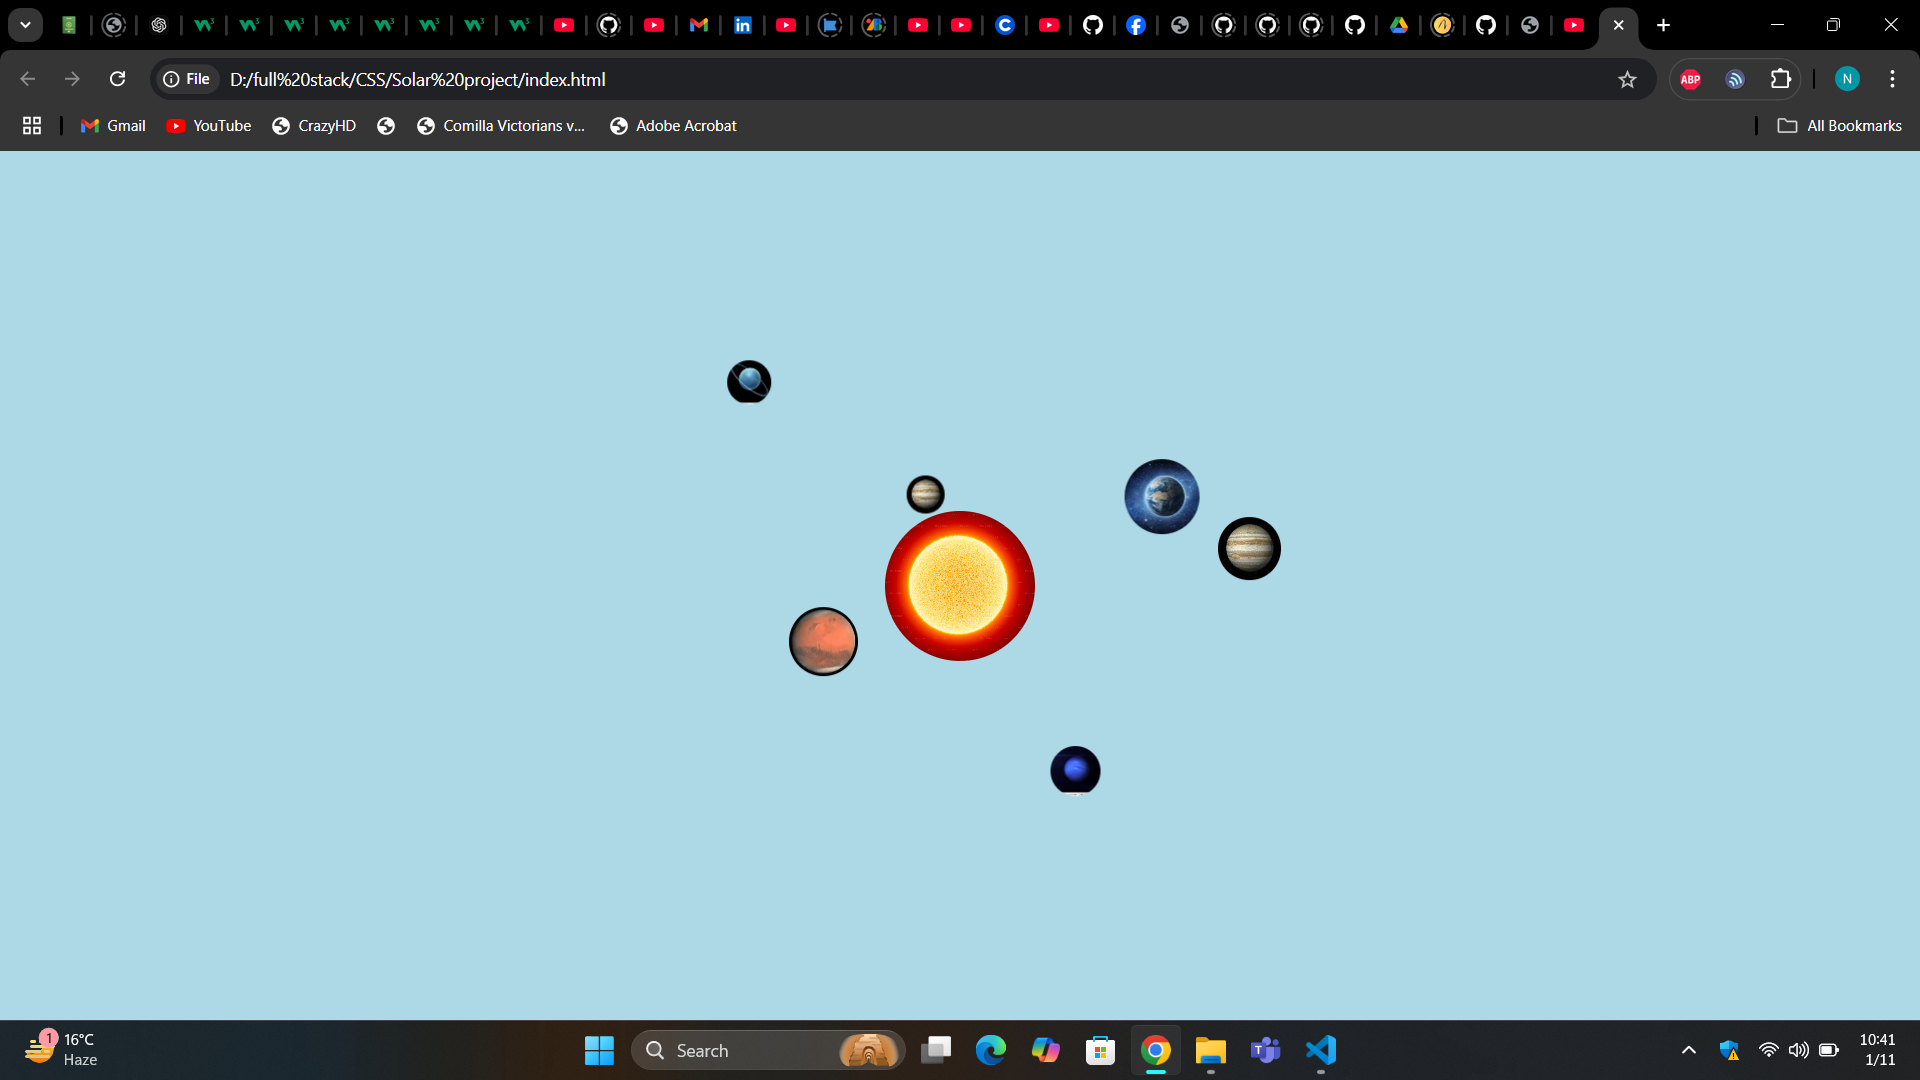 File
D:/full%20stack/CSS/Solar%20project/index.html
ABP
N
Gmail
YouTube
CrazyHD
Comilla Victorians v...
Adobe Acrobat
All Bookmarks
1
16°C
Haze
Search
10:41
1/11